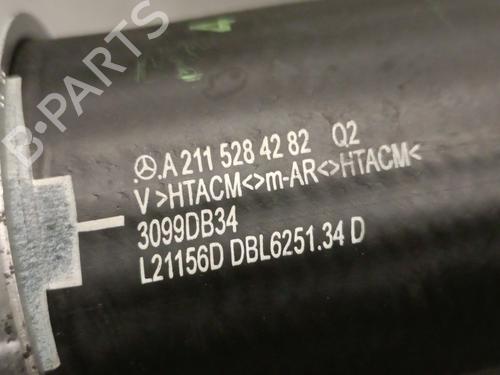 B-PARTS
A 211 528 42 82 Q2
.V >HTACM<>m-AR<>HTACM<
3099DB34
L21156D DBL6251.34 D